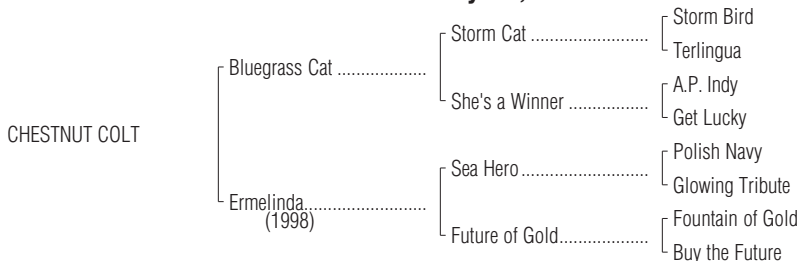 Storm Bird
Storm Cat ....................
Terlingua
Bluegrass Cat ...................
A.P. Indy
She's a Winner .................
Get Lucky
CHESTNUT COLT
Polish Navy
Sea Hero...........................
Glowing Tribute
Ermelinda..........................
(1998)
Fountain of Gold
Future of Gold...................
Buy the Future